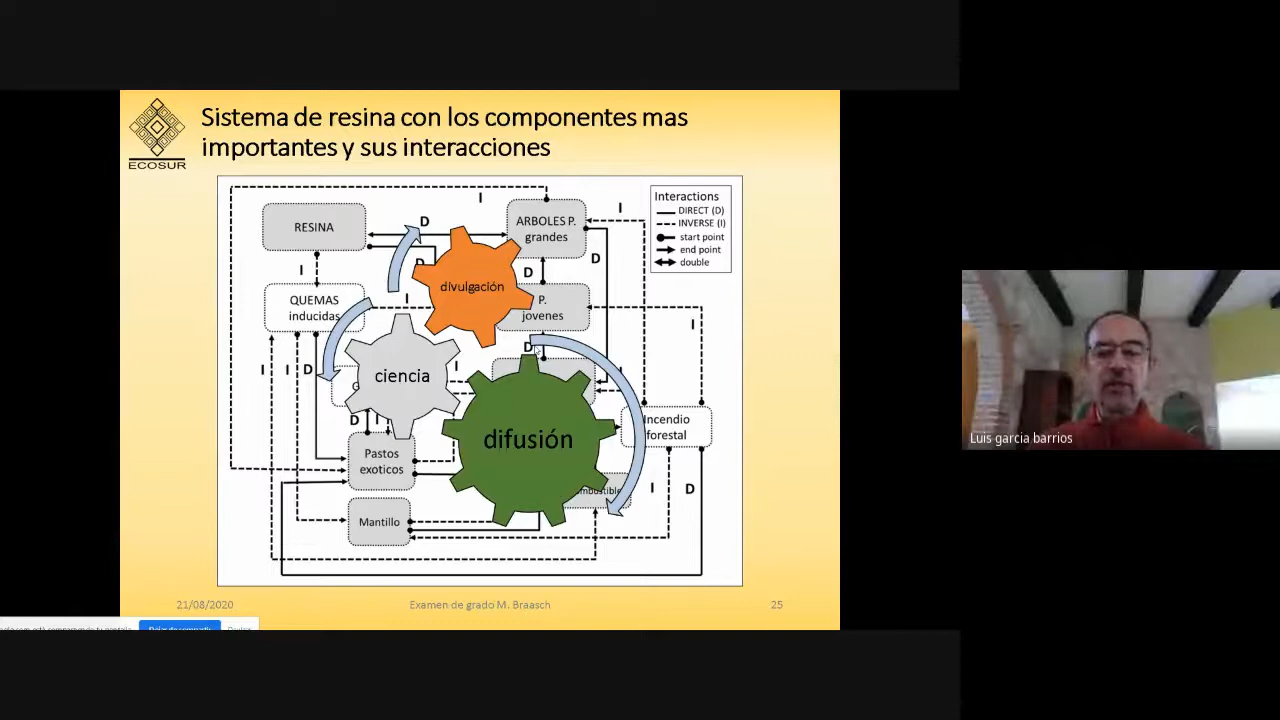 Sistema de resina con los componentes mas
importantes y sus interacciones
ECOSUR
I
I
Interactions
DIRECT (D)
INVERSE (I)
start point
end point
double
RESINA
D
ARBOLES P.
grandes
D
D
D
I
QUEMAS
inducidas
I
divulgación
P.
jovenes
I
D
I
I
D
ciencia
I
I
D
I
difusión
Incendio
forestal
Pastos
exoticos
I
D
Mantillo
21/08/2020
Examen de grado M. Braasch
25
Luis garcia barrios